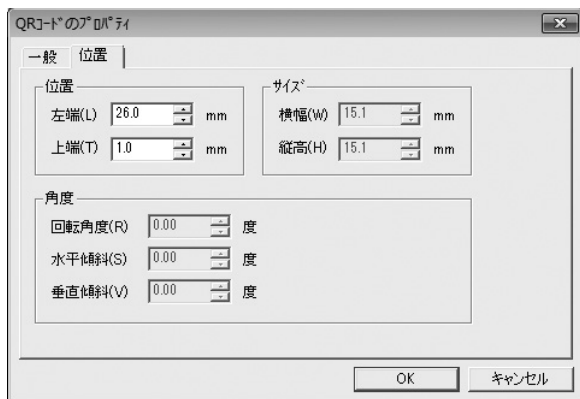 QRｺｰﾄﾞのﾌﾟﾛﾊﾟﾃｨ
一般 位置
位置
左端(L) 26.0 mm
上端(T) 1.0 mm
ｻｲｽﾞ
横幅(W) 15.1 mm
縦高(H) 15.1 mm
角度
回転角度(R) 0.00 度
水平傾斜(S) 0.00 度
垂直傾斜(V) 0.00 度
OK キャンセル